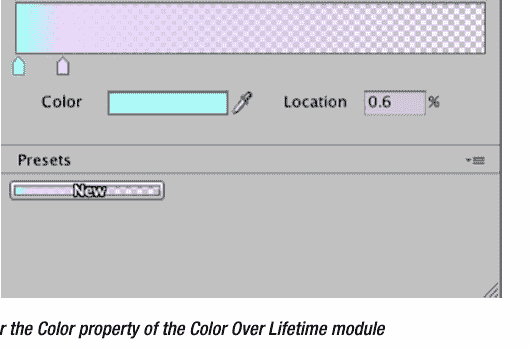 Color Location 0.6 %
Presets
New
r the Color property of the Color Over Lifetime module